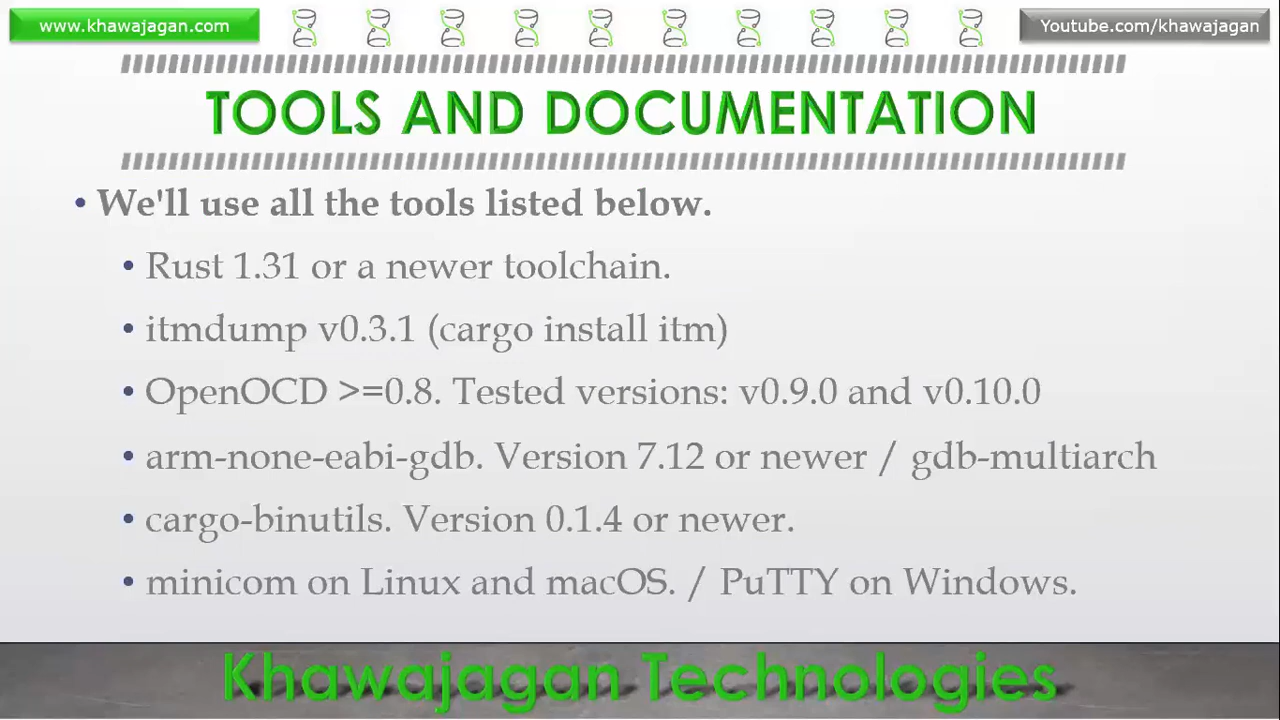 www.khawajagan.com
Youtube.com/khawajagan
TOOLS AND DOCUMENTATION
• We'll use all the tools listed below.
• Rust 1.31 or a newer toolchain.
• itmdump v0.3.1 (cargo install itm)
• OpenOCD >=0.8. Tested versions: v0.9.0 and v0.10.0
• arm-none-eabi-gdb. Version 7.12 or newer / gdb-multiarch
• cargo-binutils. Version 0.1.4 or newer.
• minicom on Linux and macOS. / PuTTY on Windows.
Khawajagan Technologies